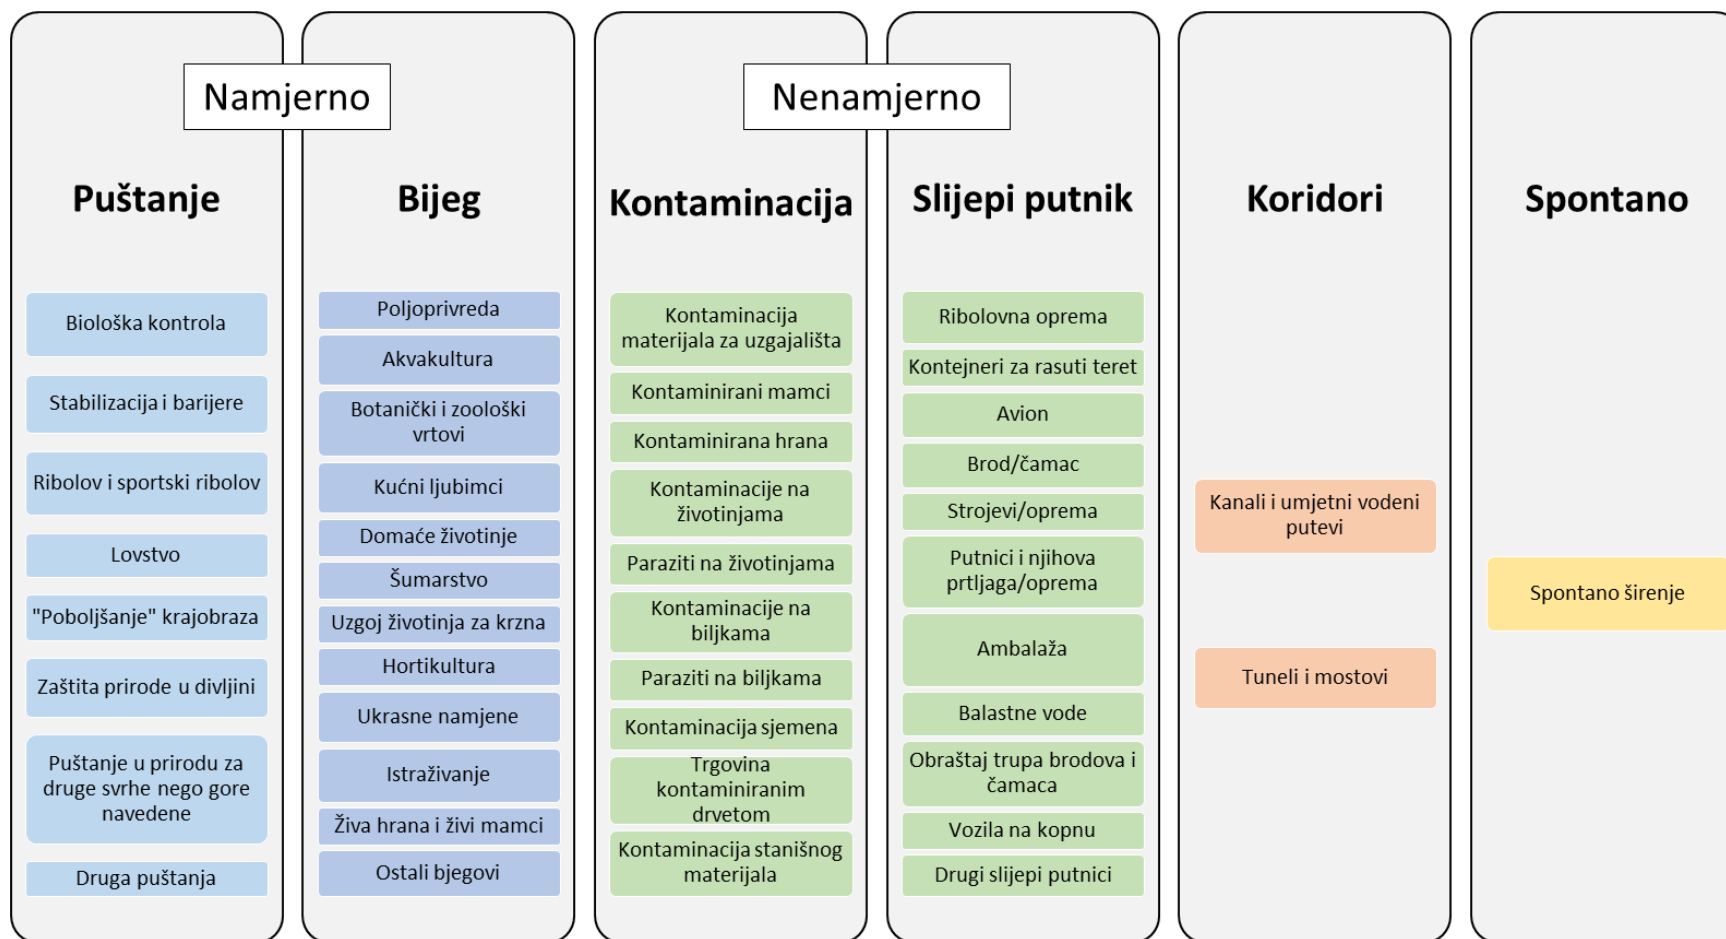 Namjerno
Nenamjerno
Puštanje
Biološka kontrola
Stabilizacija i barijere
Ribolov i sportski ribolov
Lovstvo
"Poboljšanje" krajobraza
Zaštita prirode u divljini
Puštanje u prirodu za
druge svrhe nego gore
navedene
Druga puštanja
Bijeg
Poljoprivreda
Akvakultura
Botanički i zoološki
vrtovi
Kućni ljubimci
Domaće životinje
Šumarstvo
Uzgoj životinja za krzna
Hortikultura
Ukrasne namjene
Istraživanje
Živa hrana i živi mamci
Ostali bjegovi
Kontaminacija
Kontaminacija
materijala za uzgajališta
Kontaminirani mamci
Kontaminirana hrana
Kontaminacije na
životinjama
Paraziti na životinjama
Kontaminacije na
biljkama
Paraziti na biljkama
Kontaminacija sjemena
Trgovina
kontaminiranim
drvetom
Kontaminacija stanišnog
materijala
Slijepi putnik
Ribolovna oprema
Kontejneri za rasuti teret
Avion
Brod/čamac
Strojevi/oprema
Putnici i njihova
prtljaga/oprema
Ambalaža
Balastne vode
Obraštaj trupa brodova i
čamaca
Vozila na kopnu
Drugi slijepi putnici
Koridori
Kanali i umjetni vodeni
putevi
Tuneli i mostovi
Spontano
Spontano širenje